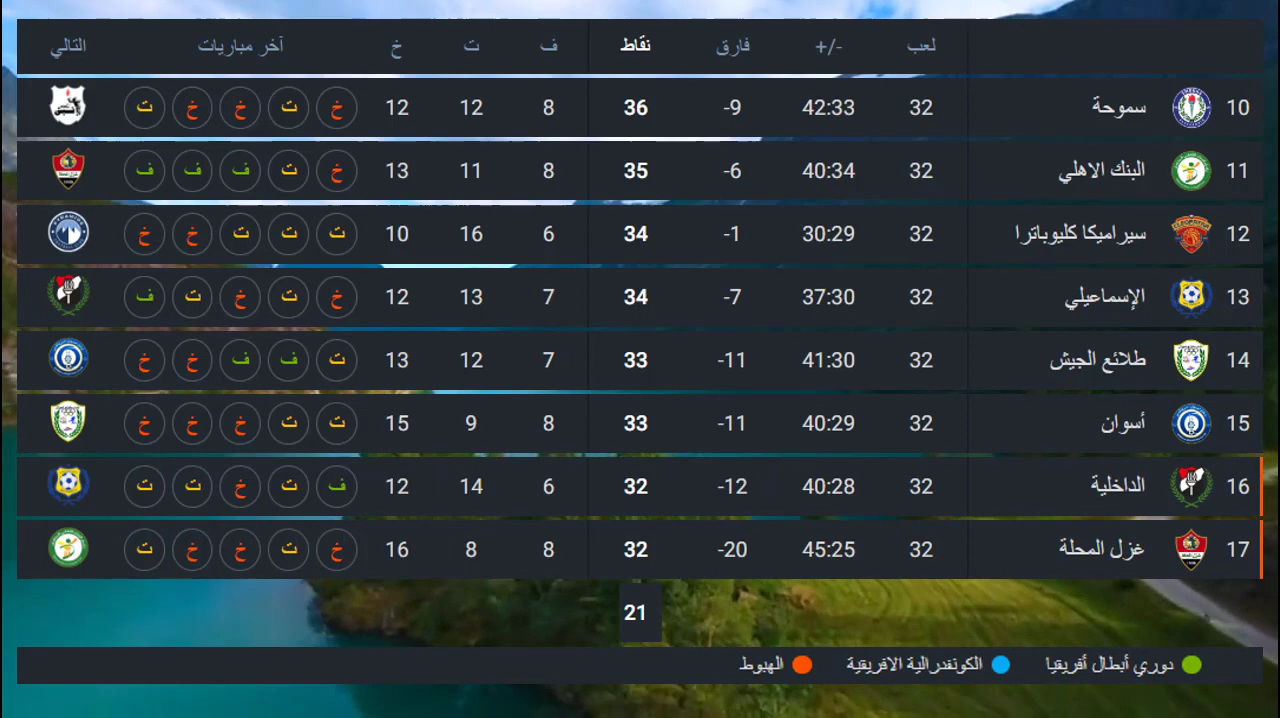 لعب +/- فارق نقاط ف ت خ آخر مباريات التالي
10 سموحة 32 42:33 -9 36 8 12 12 خ ت خ خ ت
11 البنك الاهلي 32 40:34 -6 35 8 11 13 خ ت ف ف ف
12 سيراميكا كليوباترا 32 30:29 -1 34 6 16 10 ت ت ت خ خ
13 الإسماعيلي 32 37:30 -7 34 7 13 12 خ ت خ ت ف
14 طلائع الجيش 32 41:30 -11 33 7 12 13 ت ف ف خ خ
15 أسوان 32 40:29 -11 33 8 9 15 ت ت خ خ خ
16 الداخلية 32 40:28 -12 32 6 14 12 ف ت خ ت ت
17 غزل المحلة 32 45:25 -20 32 8 8 16 خ ت خ خ ت
21
دوري أبطال أفريقيا الكونفدرالية الافريقية الهبوط